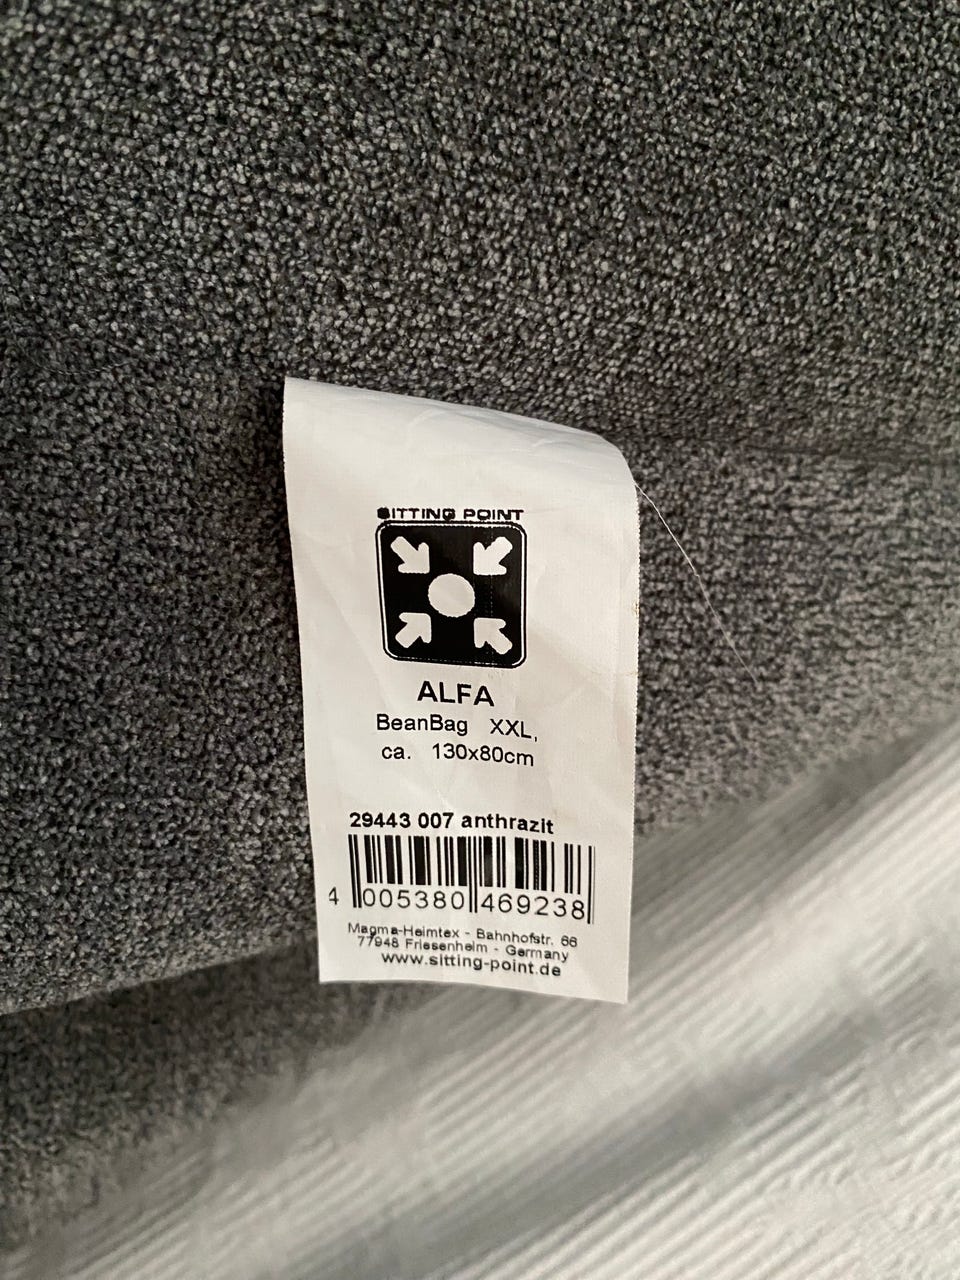 SITTING POINT
ALFA
BeanBag XXL,
ca. 130x80cm
29443 007 anthrazit
4 005380 469238
Magma-Heimtex - Bahnhofstr. 66
77948 Friesenheim - Germany
www.sitting-point.de